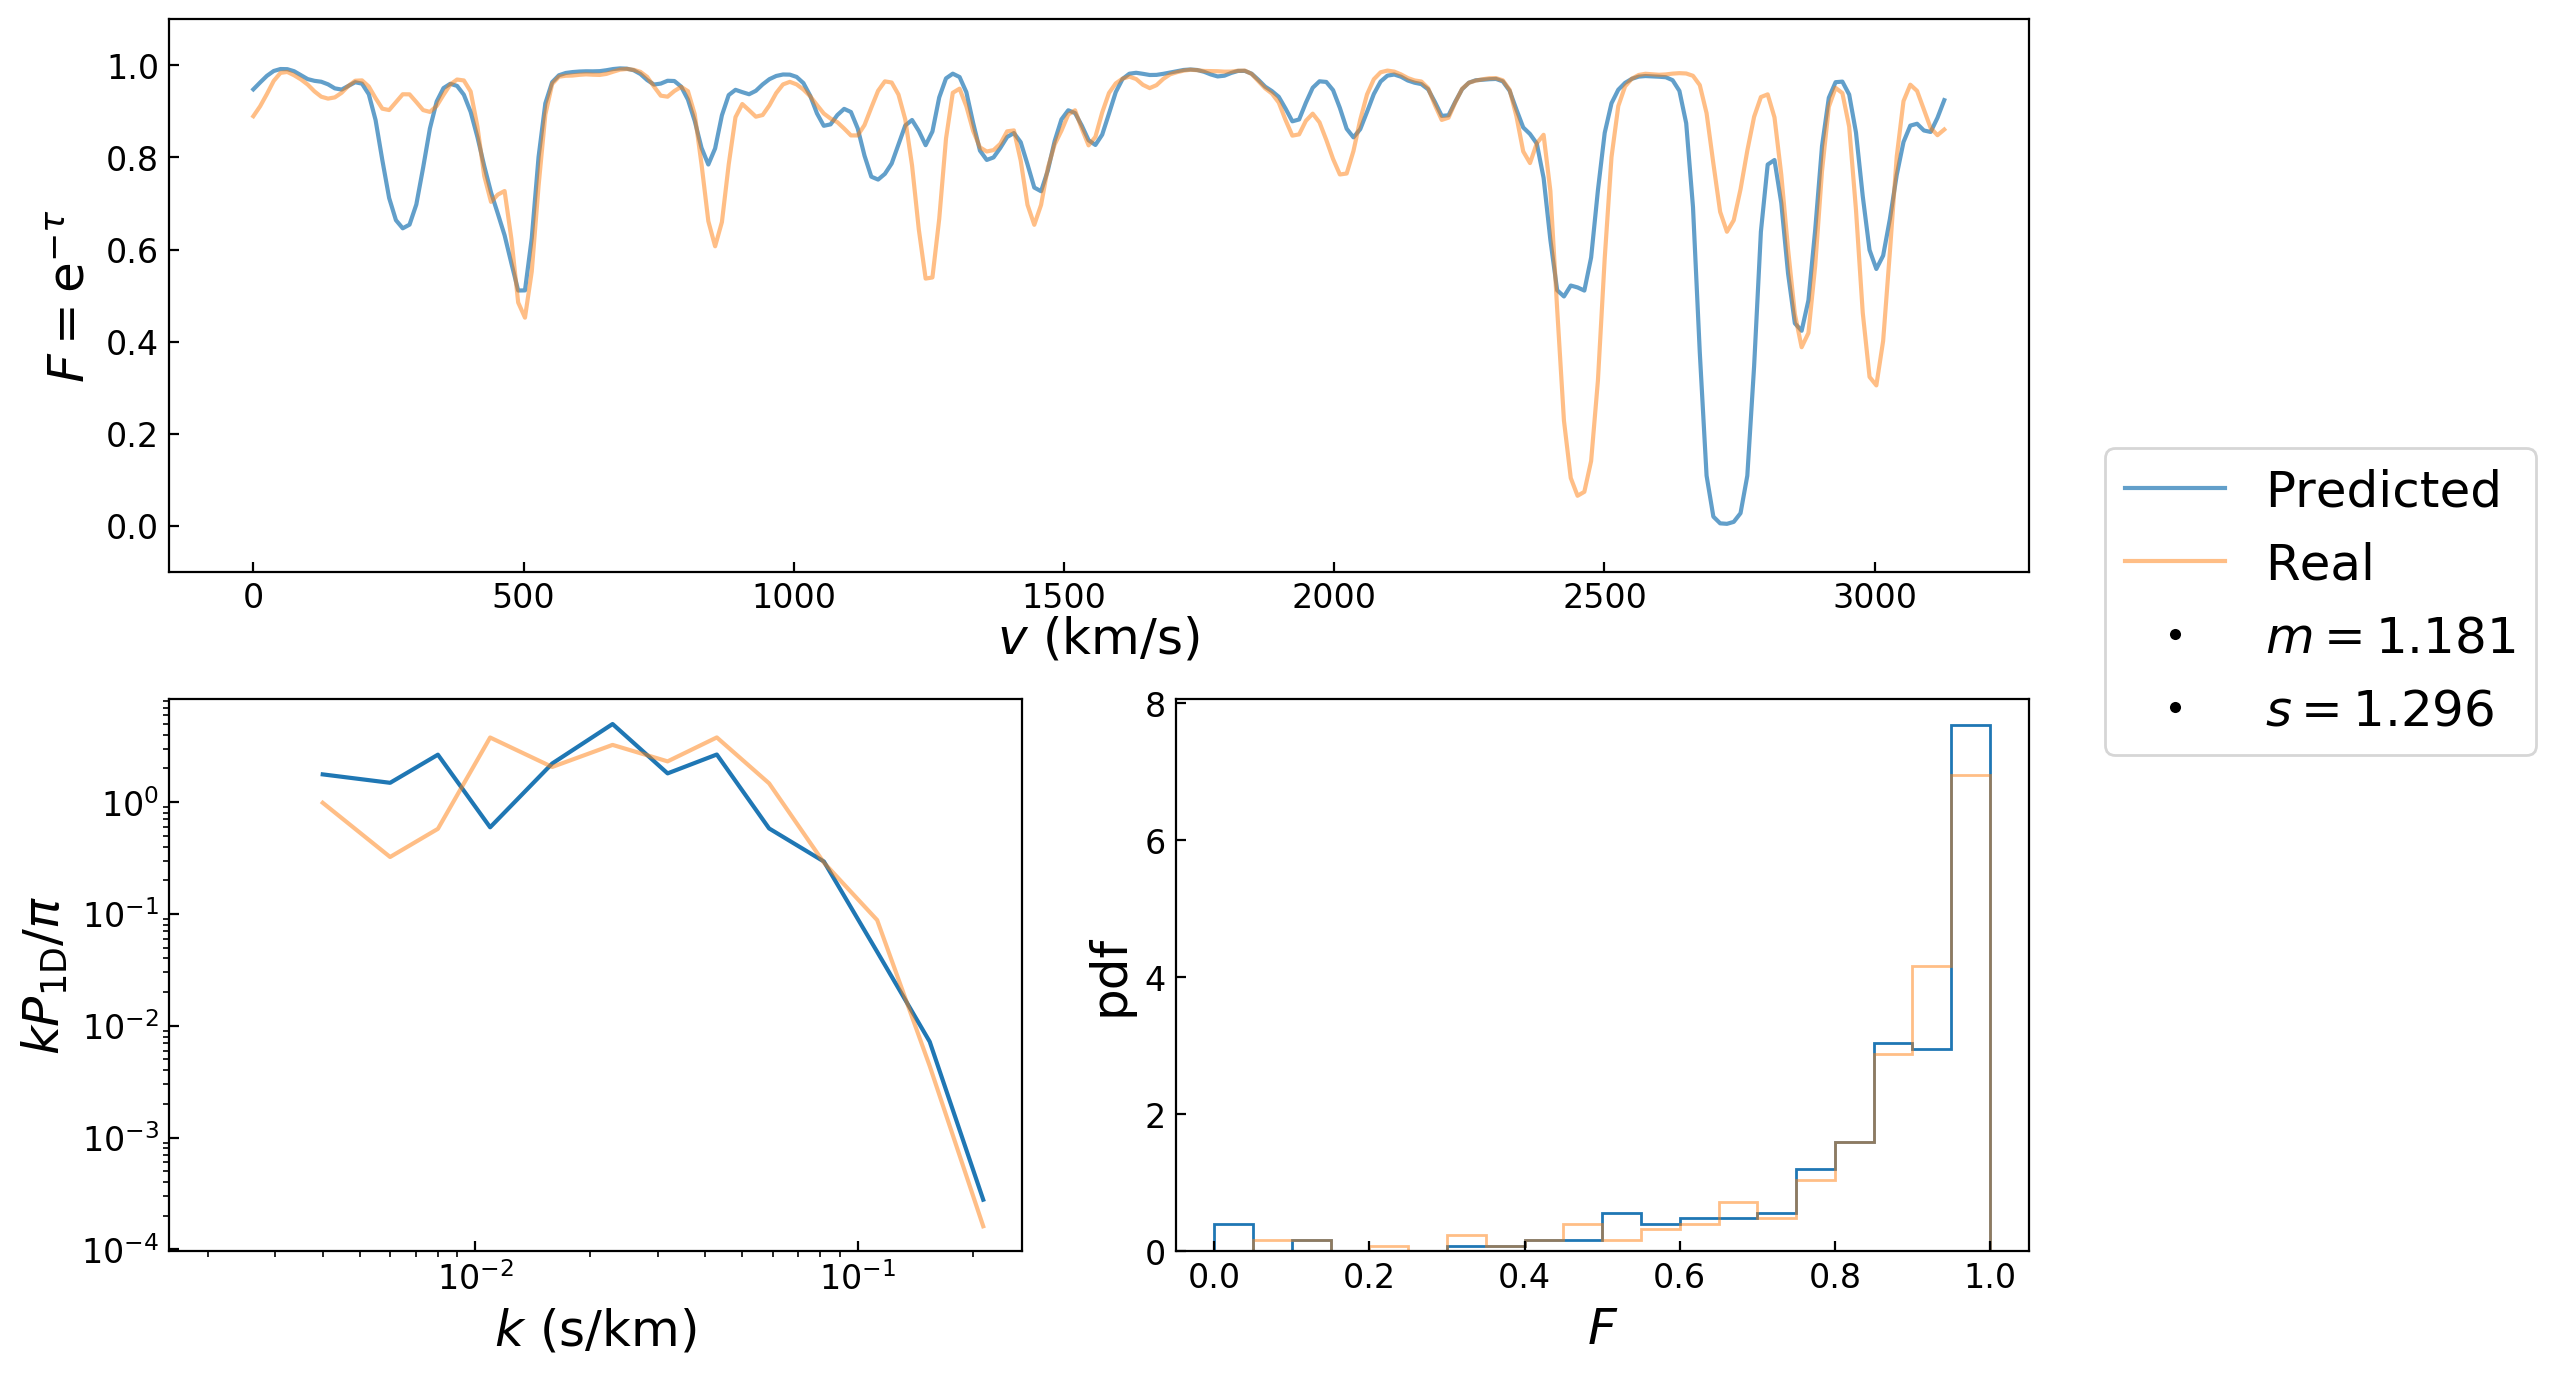 F = e^{-τ}
1.0
0.8
0.6
0.4
0.2
0.0
0 500 1000 1500 2000 2500 3000
v (km/s)
Predicted
Real
m = 1.181
s = 1.296
kP_{1D}/π
10^0
10^{-1}
10^{-2}
10^{-3}
10^{-4}
10^{-2} 10^{-1}
k (s/km)
pdf
8
6
4
2
0
0.0 0.2 0.4 0.6 0.8 1.0
F